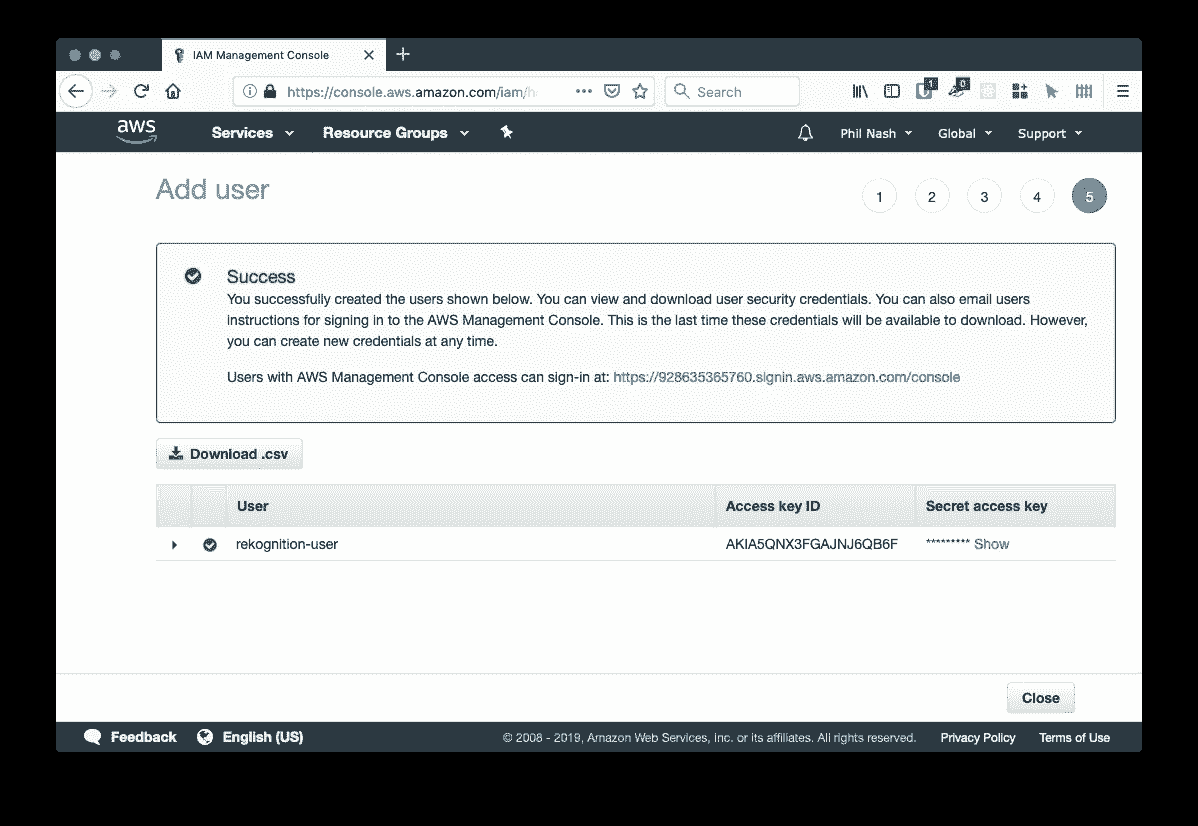 IAM Management Console
https://console.aws.amazon.com/iam/h
Search
1
0
aws
Services
Resource Groups
Phil Nash
Global
Support
Add user
1
2
3
4
5
Success
You successfully created the users shown below. You can view and download user security credentials. You can also email users
instructions for signing in to the AWS Management Console. This is the last time these credentials will be available to download. However,
you can create new credentials at any time.
Users with AWS Management Console access can sign-in at: https://928635365760.signin.aws.amazon.com/console
Download .csv
User Access key ID Secret access key
rekognition-user AKIA5QNX3FGAJNJ6QB6F ********* Show
Close
Feedback English (US) © 2008 - 2019, Amazon Web Services, Inc. or its affiliates. All rights reserved. Privacy Policy Terms of Use